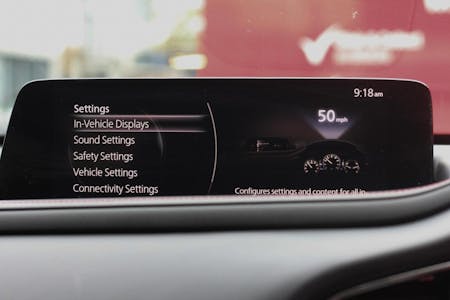 9:18am
Settings
In-Vehicle Displays
Sound Settings
Safety Settings
Vehicle Settings
Connectivity Settings
50 mph
Configures settings and content for all in